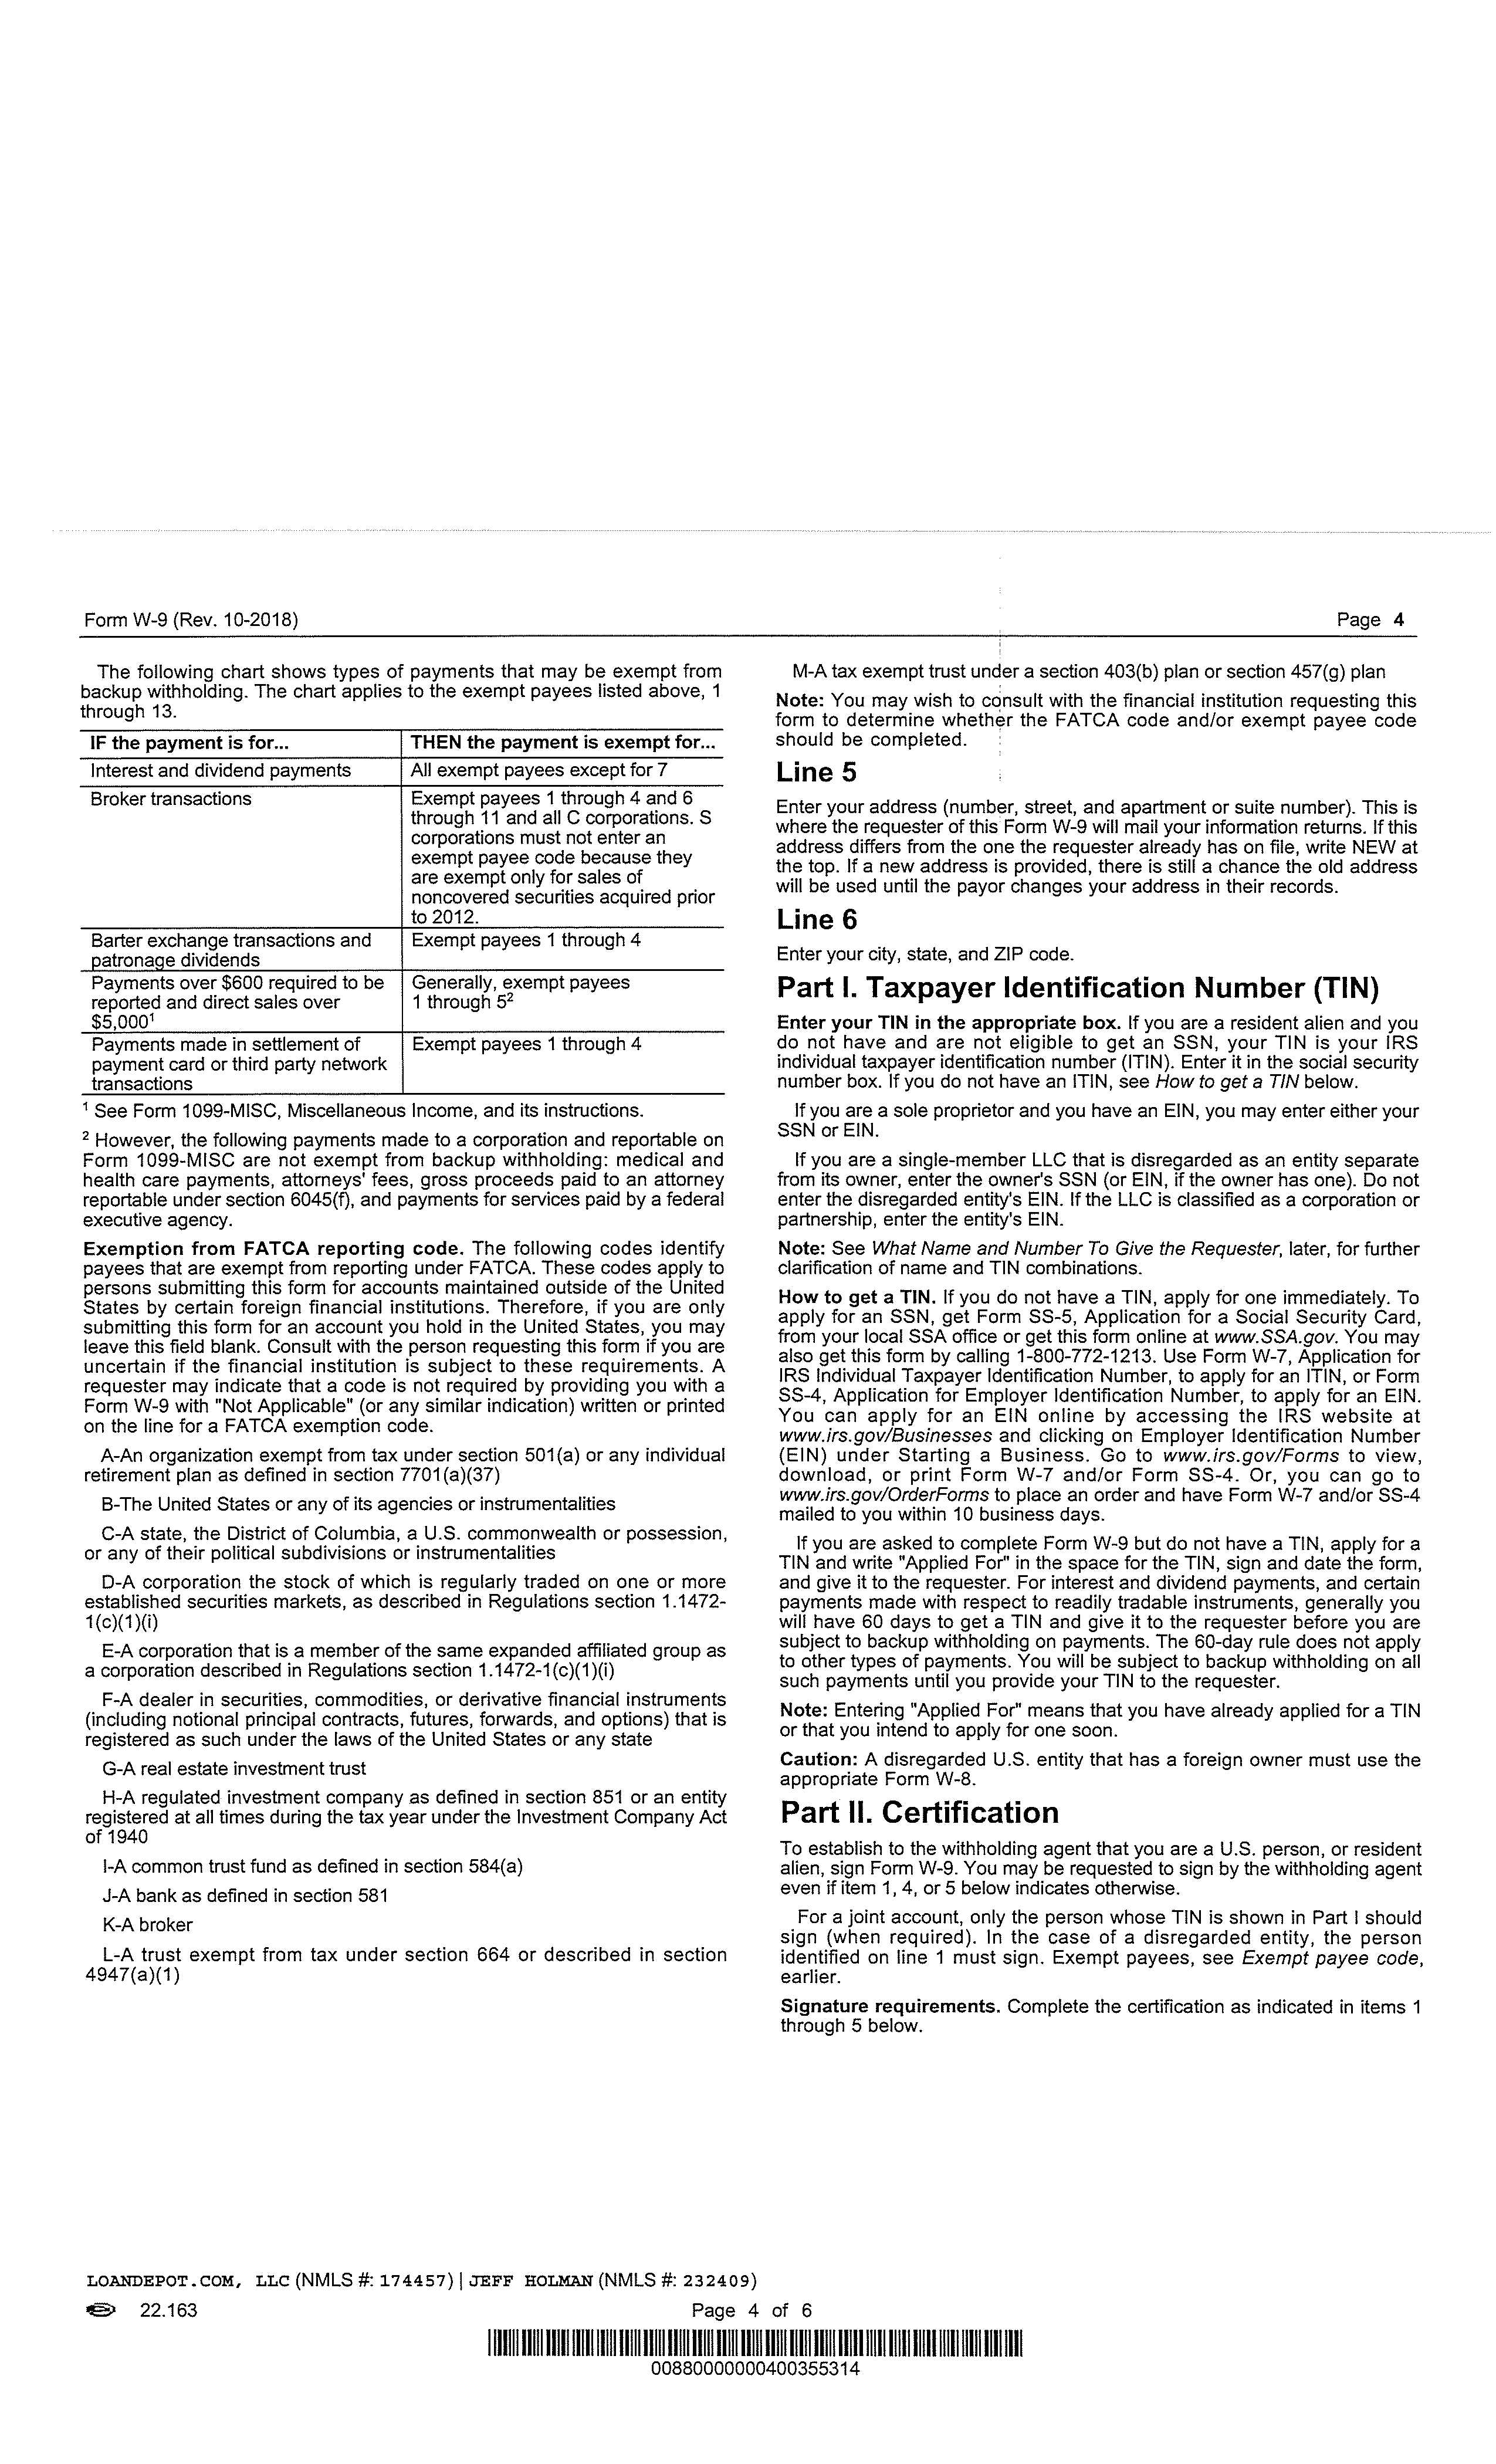 Form W-9 (Rev. 10-2018)
Page 4
The following chart shows types of payments that may be exempt from
backup withholding. The chart applies to the exempt payees listed above, 1
through 13.
IF the payment is for...
THEN the payment is exempt for...
Interest and dividend payments
All exempt payees except for 7
Broker transactions
Exempt payees 1 through 4 and 6
through 11 and all C corporations. S
corporations must not enter an
exempt payee code because they
are exempt only for sales of
noncovered securities acquired prior
to 2012.
Barter exchange transactions and
patronage dividends
Exempt payees 1 through 4
Payments over $600 required to be
reported and direct sales over
$5,000¹
Generally, exempt payees
1 through 5²
Payments made in settlement of
payment card or third party network
transactions
Exempt payees 1 through 4
¹ See Form 1099-MISC, Miscellaneous Income, and its instructions.
² However, the following payments made to a corporation and reportable on
Form 1099-MISC are not exempt from backup withholding: medical and
health care payments, attorneys' fees, gross proceeds paid to an attorney
reportable under section 6045(f), and payments for services paid by a federal
executive agency.
Exemption from FATCA reporting code. The following codes identify
payees that are exempt from reporting under FATCA. These codes apply to
persons submitting this form for accounts maintained outside of the United
States by certain foreign financial institutions. Therefore, if you are only
submitting this form for an account you hold in the United States, you may
leave this field blank. Consult with the person requesting this form if you are
uncertain if the financial institution is subject to these requirements. A
requester may indicate that a code is not required by providing you with a
Form W-9 with "Not Applicable" (or any similar indication) written or printed
on the line for a FATCA exemption code.
A-An organization exempt from tax under section 501(a) or any individual
retirement plan as defined in section 7701(a)(37)
B-The United States or any of its agencies or instrumentalities
C-A state, the District of Columbia, a U.S. commonwealth or possession,
or any of their political subdivisions or instrumentalities
D-A corporation the stock of which is regularly traded on one or more
established securities markets, as described in Regulations section 1.1472-
1(c)(1)(i)
E-A corporation that is a member of the same expanded affiliated group as
a corporation described in Regulations section 1.1472-1(c)(1)(i)
F-A dealer in securities, commodities, or derivative financial instruments
(including notional principal contracts, futures, forwards, and options) that is
registered as such under the laws of the United States or any state
G-A real estate investment trust
H-A regulated investment company as defined in section 851 or an entity
registered at all times during the tax year under the Investment Company Act
of 1940
I-A common trust fund as defined in section 584(a)
J-A bank as defined in section 581
K-A broker
L-A trust exempt from tax under section 664 or described in section
4947(a)(1)
M-A tax exempt trust under a section 403(b) plan or section 457(g) plan
Note: You may wish to consult with the financial institution requesting this
form to determine whether the FATCA code and/or exempt payee code
should be completed.
Line 5
Enter your address (number, street, and apartment or suite number). This is
where the requester of this Form W-9 will mail your information returns. If this
address differs from the one the requester already has on file, write NEW at
the top. If a new address is provided, there is still a chance the old address
will be used until the payor changes your address in their records.
Line 6
Enter your city, state, and ZIP code.
Part I. Taxpayer Identification Number (TIN)
Enter your TIN in the appropriate box. If you are a resident alien and you
do not have and are not eligible to get an SSN, your TIN is your IRS
individual taxpayer identification number (ITIN). Enter it in the social security
number box. If you do not have an ITIN, see How to get a TIN below.
If you are a sole proprietor and you have an EIN, you may enter either your
SSN or EIN.
If you are a single-member LLC that is disregarded as an entity separate
from its owner, enter the owner's SSN (or EIN, if the owner has one). Do not
enter the disregarded entity's EIN. If the LLC is classified as a corporation or
partnership, enter the entity's EIN.
Note: See What Name and Number To Give the Requester, later, for further
clarification of name and TIN combinations.
How to get a TIN. If you do not have a TIN, apply for one immediately. To
apply for an SSN, get Form SS-5, Application for a Social Security Card,
from your local SSA office or get this form online at www.SSA.gov. You may
also get this form by calling 1-800-772-1213. Use Form W-7, Application for
IRS Individual Taxpayer Identification Number, to apply for an ITIN, or Form
SS-4, Application for Employer Identification Number, to apply for an EIN.
You can apply for an EIN online by accessing the IRS website at
www.irs.gov/Businesses and clicking on Employer Identification Number
(EIN) under Starting a Business. Go to www.irs.gov/Forms to view,
download, or print Form W-7 and/or Form SS-4. Or, you can go to
www.irs.gov/OrderForms to place an order and have Form W-7 and/or SS-4
mailed to you within 10 business days.
If you are asked to complete Form W-9 but do not have a TIN, apply for a
TIN and write "Applied For" in the space for the TIN, sign and date the form,
and give it to the requester. For interest and dividend payments, and certain
payments made with respect to readily tradable instruments, generally you
will have 60 days to get a TIN and give it to the requester before you are
subject to backup withholding on payments. The 60-day rule does not apply
to other types of payments. You will be subject to backup withholding on all
such payments until you provide your TIN to the requester.
Note: Entering "Applied For" means that you have already applied for a TIN
or that you intend to apply for one soon.
Caution: A disregarded U.S. entity that has a foreign owner must use the
appropriate Form W-8.
Part II. Certification
To establish to the withholding agent that you are a U.S. person, or resident
alien, sign Form W-9. You may be requested to sign by the withholding agent
even if item 1, 4, or 5 below indicates otherwise.
For a joint account, only the person whose TIN is shown in Part I should
sign (when required). In the case of a disregarded entity, the person
identified on line 1 must sign. Exempt payees, see Exempt payee code,
earlier.
Signature requirements. Complete the certification as indicated in items 1
through 5 below.
LOANDEPOT.COM, LLC (NMLS #: 174457) | JEFF HOLMAN (NMLS #: 232409)
22.163
Page 4 of 6
00880000000400355314